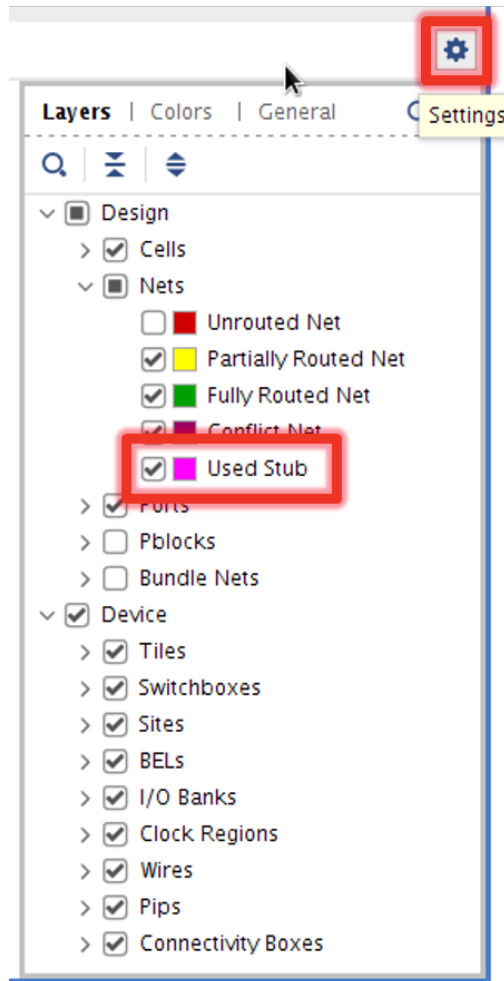 Layers | Colors | General
Settings
Design
Cells
Nets
Unrouted Net
Partially Routed Net
Fully Routed Net
Conflict Net
Used Stub
Ports
Pblocks
Bundle Nets
Device
Tiles
Switchboxes
Sites
BELs
I/O Banks
Clock Regions
Wires
Pips
Connectivity Boxes